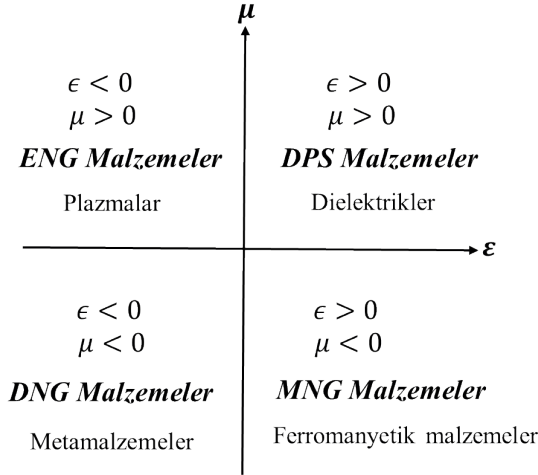 μ
ϵ < 0
μ > 0
ENG Malzemeler
Plazmalar
ϵ > 0
μ > 0
DPS Malzemeler
Dielektrikler
ε
ϵ < 0
μ < 0
DNG Malzemeler
Metamalzemeler
ϵ > 0
μ < 0
MNG Malzemeler
Ferromanyetik malzemeler